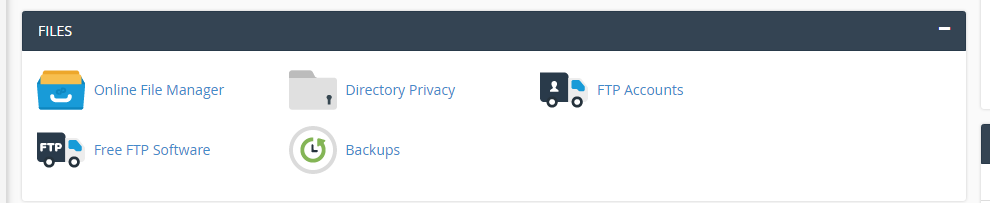 FILES
Online File Manager
Directory Privacy
FTP Accounts
FTP
Free FTP Software
Backups